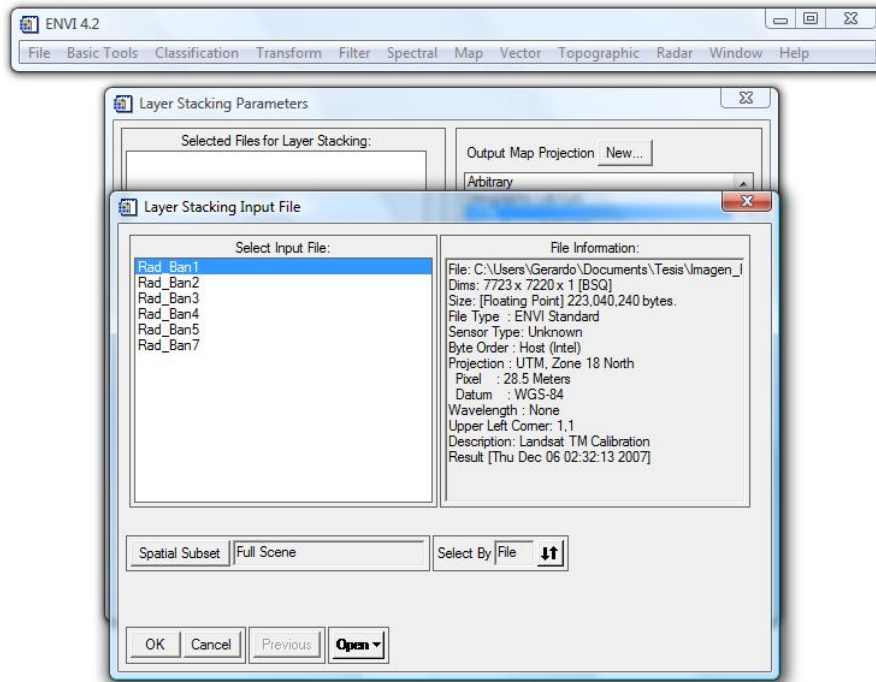 ENVI 4.2
File Basic Tools Classification Transform Filter Spectral Map Vector Topographic Radar Window Help
Layer Stacking Parameters
Selected Files for Layer Stacking:
Output Map Projection New...
Arbitrary
Layer Stacking Input File
Select Input File:
Rad_Ban1
Rad_Ban2
Rad_Ban3
Rad_Ban4
Rad_Ban5
Rad_Ban7
File Information:
File: C:\Users\Gerardo\Documents\Tesis\Imagen_l
Dims: 7723 x 7220 x 1 [BSQ]
Size: [Floating Point] 223,040,240 bytes.
File Type : ENVI Standard
Sensor Type: Unknown
Byte Order : Host (Intel)
Projection : UTM, Zone 18 North
Pixel : 28.5 Meters
Datum : WGS-84
Wavelength : None
Upper Left Corner: 1,1
Description: Landsat TM Calibration
Result [Thu Dec 06 02:32:13 2007]
Spatial Subset Full Scene
Select By File
OK Cancel Previous Open